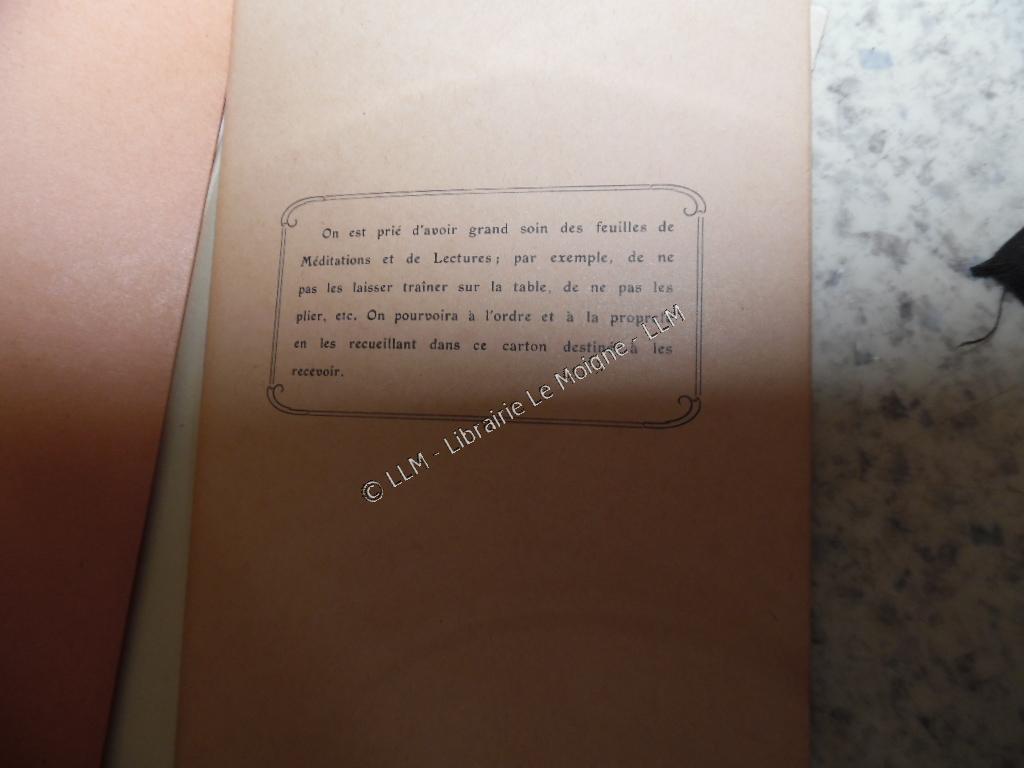 On est prié d'avoir grand soin des feuilles de
Méditations et de Lectures; par exemple, de ne
pas les laisser traîner sur la table, de ne pas les
plier, etc. On pourvoira à l'ordre et à la propreté
en les recueillant dans ce carton destiné à les
recevoir.
© LLM - Librairie Le Moigne - LLM